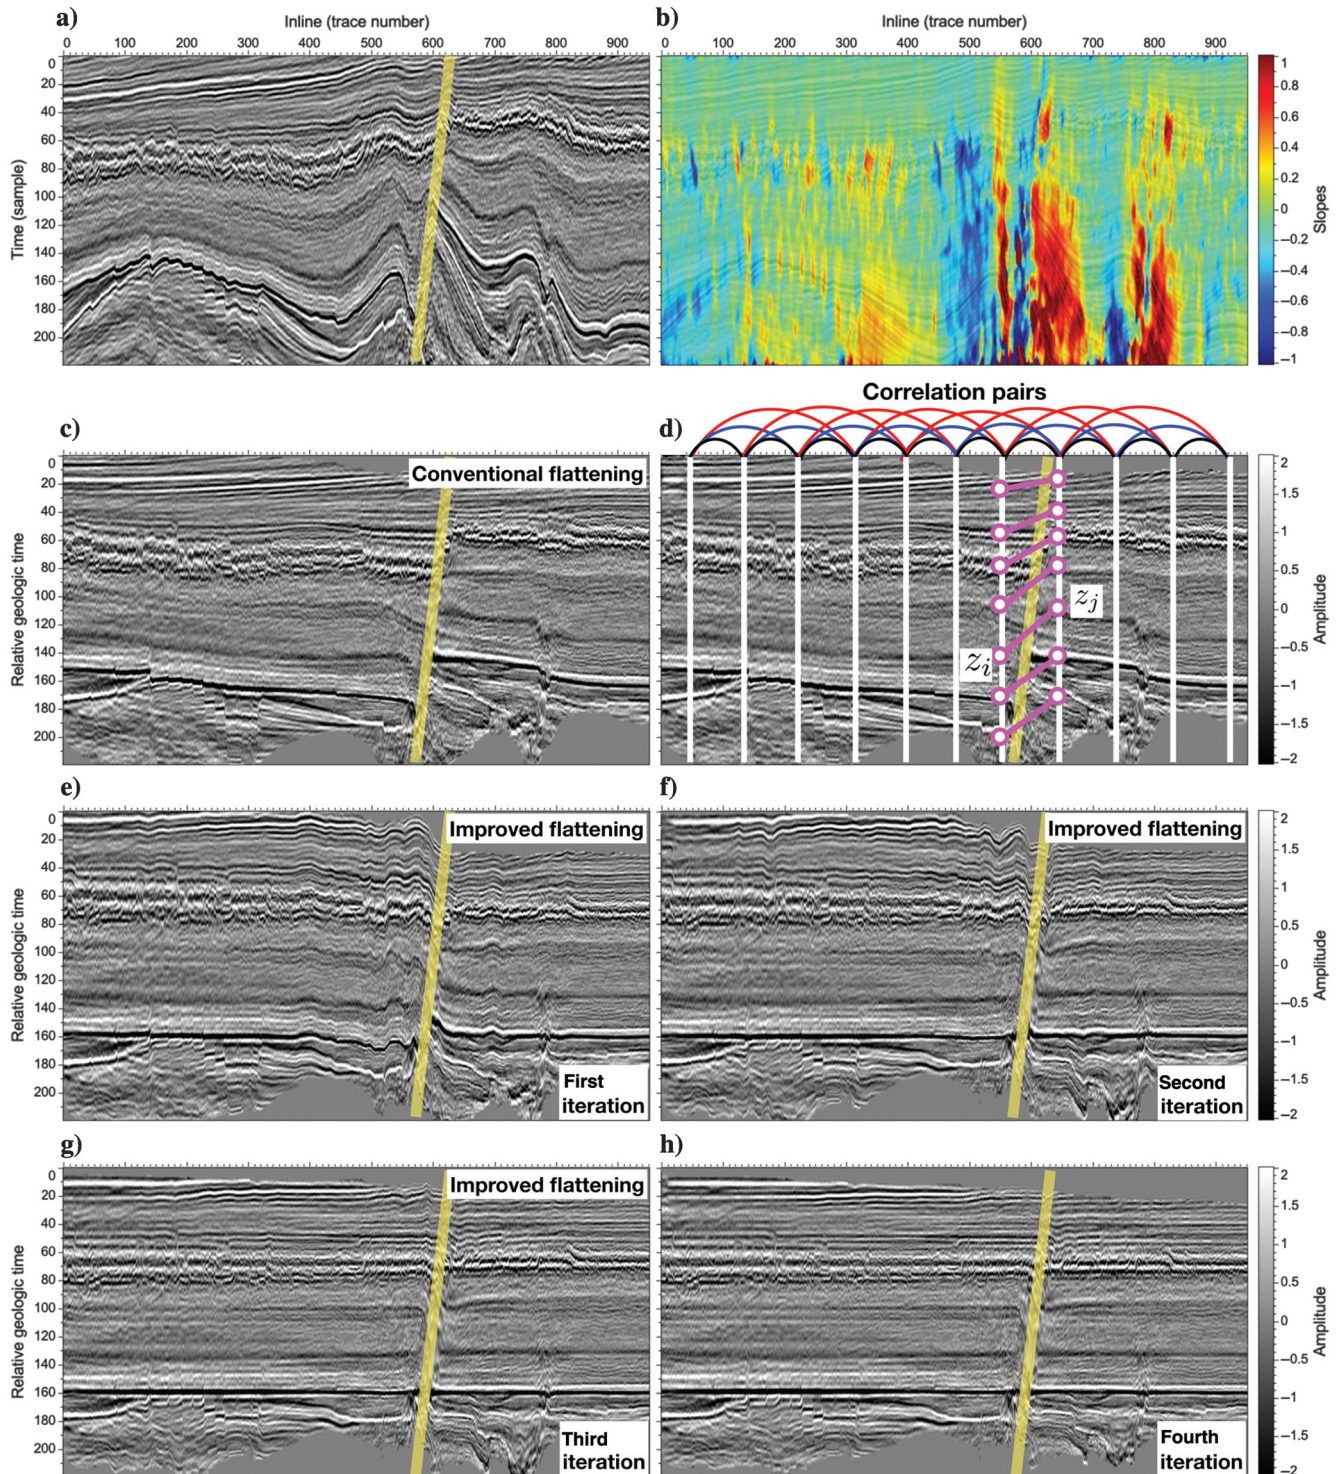 a)
Inline (trace number)
0 100 200 300 400 500 600 700 800 900
0
20
40
60
80
100
120
140
160
180
200
Time (sample)
b)
Inline (trace number)
0 100 200 300 400 500 600 700 800 900
1
0.8
0.6
0.4
0.2
0
−0.2
−0.4
−0.6
−0.8
−1
Slopes
c)
Conventional flattening
0
20
40
60
80
100
120
140
160
180
200
Relative geologic time
Correlation pairs
d)
z_j
z_i
2
1.5
1
0.5
0
−0.5
−1
−1.5
−2
Amplitude
e)
Improved flattening
0
20
40
60
80
100
120
140
160
180
200
Relative geologic time
First
iteration
f)
Improved flattening
Second
iteration
2
1.5
1
0.5
0
−0.5
−1
−1.5
−2
Amplitude
g)
Improved flattening
0
20
40
60
80
100
120
140
160
180
200
Relative geologic time
Third
iteration
h)
Fourth
iteration
2
1.5
1
0.5
0
−0.5
−1
−1.5
−2
Amplitude